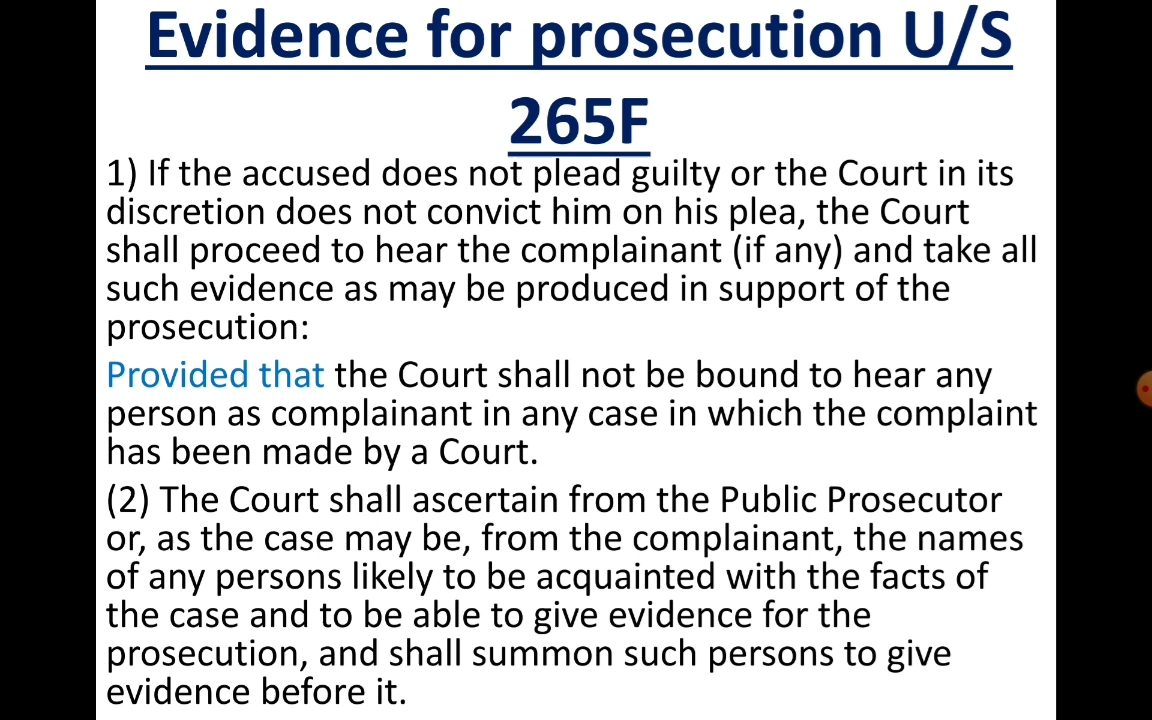 Evidence for prosecution U/S
265F
1) If the accused does not plead guilty or the Court in its
discretion does not convict him on his plea, the Court
shall proceed to hear the complainant (if any) and take all
such evidence as may be produced in support of the
prosecution:
Provided that the Court shall not be bound to hear any
person as complainant in any case in which the complaint
has been made by a Court.
(2) The Court shall ascertain from the Public Prosecutor
or, as the case may be, from the complainant, the names
of any persons likely to be acquainted with the facts of
the case and to be able to give evidence for the
prosecution, and shall summon such persons to give
evidence before it.